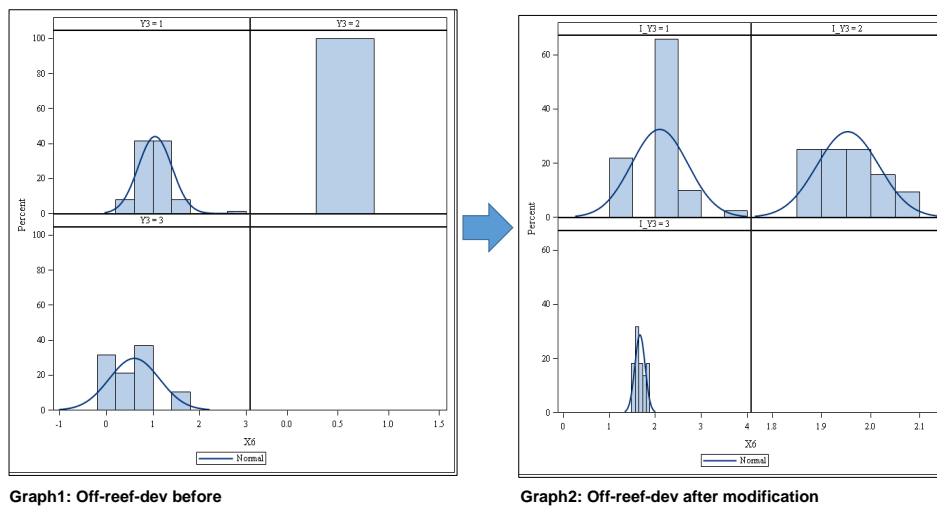 Y3 = 1
Y3 = 2
100
80
60
40
20
0
Percent
Y3 = 3
100
80
60
40
20
0
-1 0 1 2 3
0.0 0.5 1.0 1.5
X6
Normal
Graph1: Off-reef-dev before
I_Y3 = 1
I_Y3 = 2
60
40
20
0
Percent
I_Y3 = 3
60
40
20
0
0 1 2 3 4
1.8 1.9 2.0 2.1
X6
Normal
Graph2: Off-reef-dev after modification